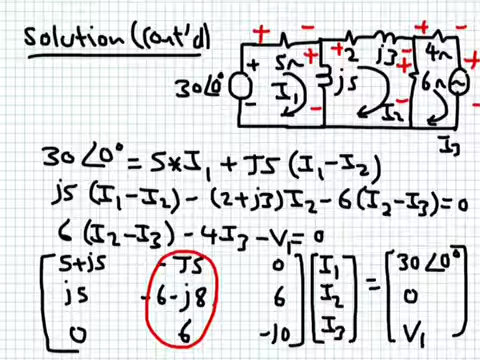 Solution (Cont'd)
+ - + - + -
5Ω 2 j3 4Ω
30∠0° + - I₁ + - j5 I₂ + - 6Ω
I₃
30∠0° = 5*I₁ + J5 (I₁-I₂)
j5 (I₁-I₂) - (2+j3)I₂ - 6(I₂-I₃) = 0
6 (I₂-I₃) - 4I₃ - V₁ = 0
5+j5 -J5 0 I₁ = 30∠0°
j5 -6-j8 6 I₂ 0
0 6 -10 I₃ V₁